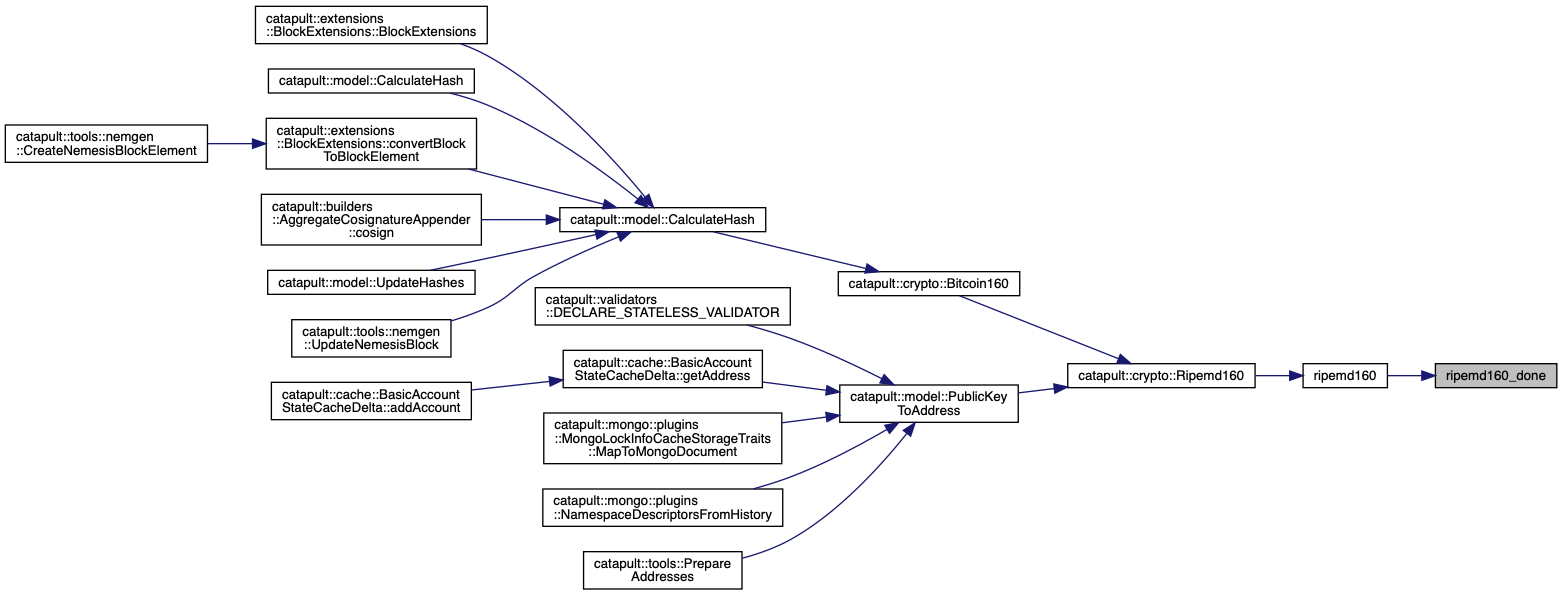 catapult::extensions
::BlockExtensions::BlockExtensions
catapult::model::CalculateHash
catapult::tools::nemgen
::CreateNemesisBlockElement
catapult::extensions
::BlockExtensions::convertBlock
ToBlockElement
catapult::builders
::AggregateCosignatureAppender
::cosign
catapult::model::CalculateHash
catapult::model::UpdateHashes
catapult::crypto::Bitcoin160
catapult::tools::nemgen
::UpdateNemesisBlock
catapult::validators
::DECLARE_STATELESS_VALIDATOR
catapult::cache::BasicAccount
StateCacheDelta::getAddress
catapult::crypto::Ripemd160
ripemd160
ripemd160_done
catapult::cache::BasicAccount
StateCacheDelta::addAccount
catapult::model::PublicKey
ToAddress
catapult::mongo::plugins
::MongoLockInfoCacheStorageTraits
::MapToMongoDocument
catapult::mongo::plugins
::NamespaceDescriptorsFromHistory
catapult::tools::Prepare
Addresses